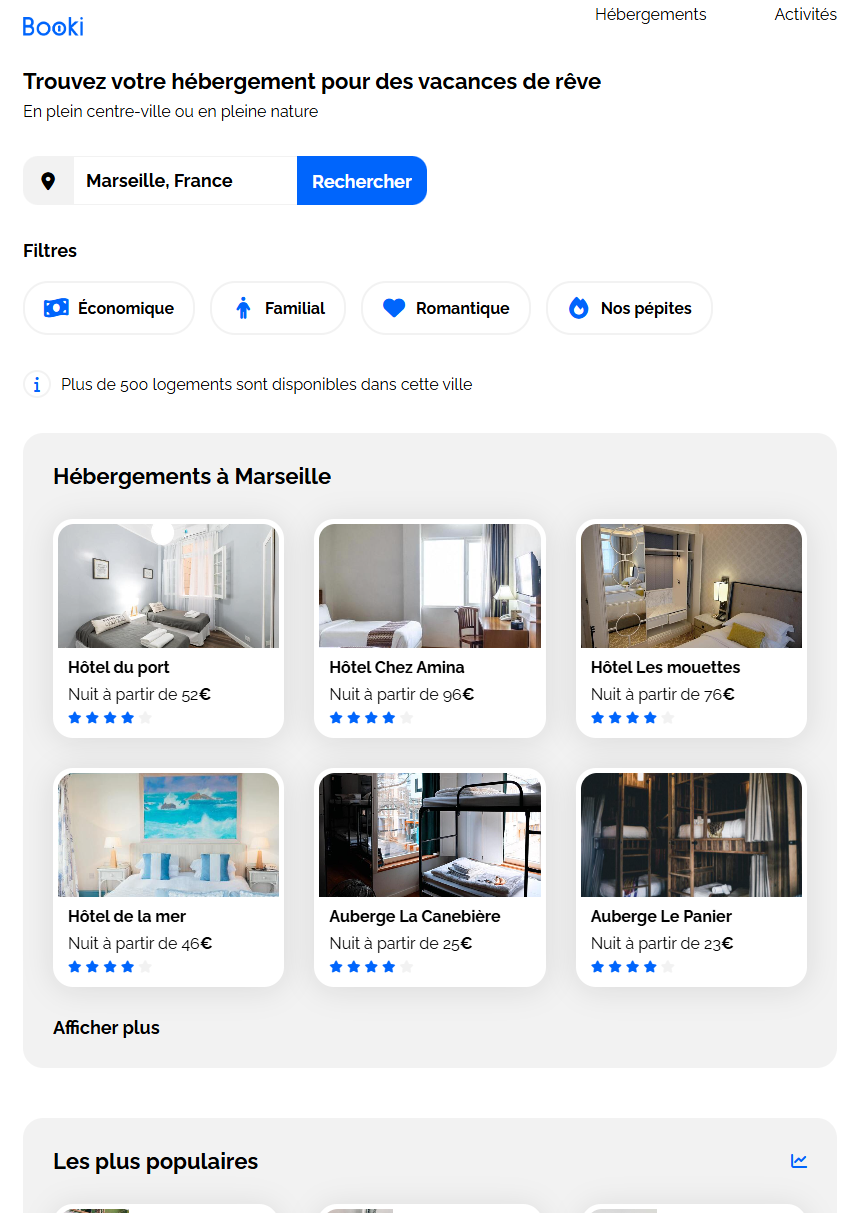 Booki
Hébergements
Activités
Trouvez votre hébergement pour des vacances de rêve
En plein centre-ville ou en pleine nature
Marseille, France
Rechercher
Filtres
Économique
Familial
Romantique
Nos pépites
Plus de 500 logements sont disponibles dans cette ville
Hébergements à Marseille
Hôtel du port
Nuit à partir de 52€
Hôtel Chez Amina
Nuit à partir de 96€
Hôtel Les mouettes
Nuit à partir de 76€
Hôtel de la mer
Nuit à partir de 46€
Auberge La Canebière
Nuit à partir de 25€
Auberge Le Panier
Nuit à partir de 23€
Afficher plus
Les plus populaires